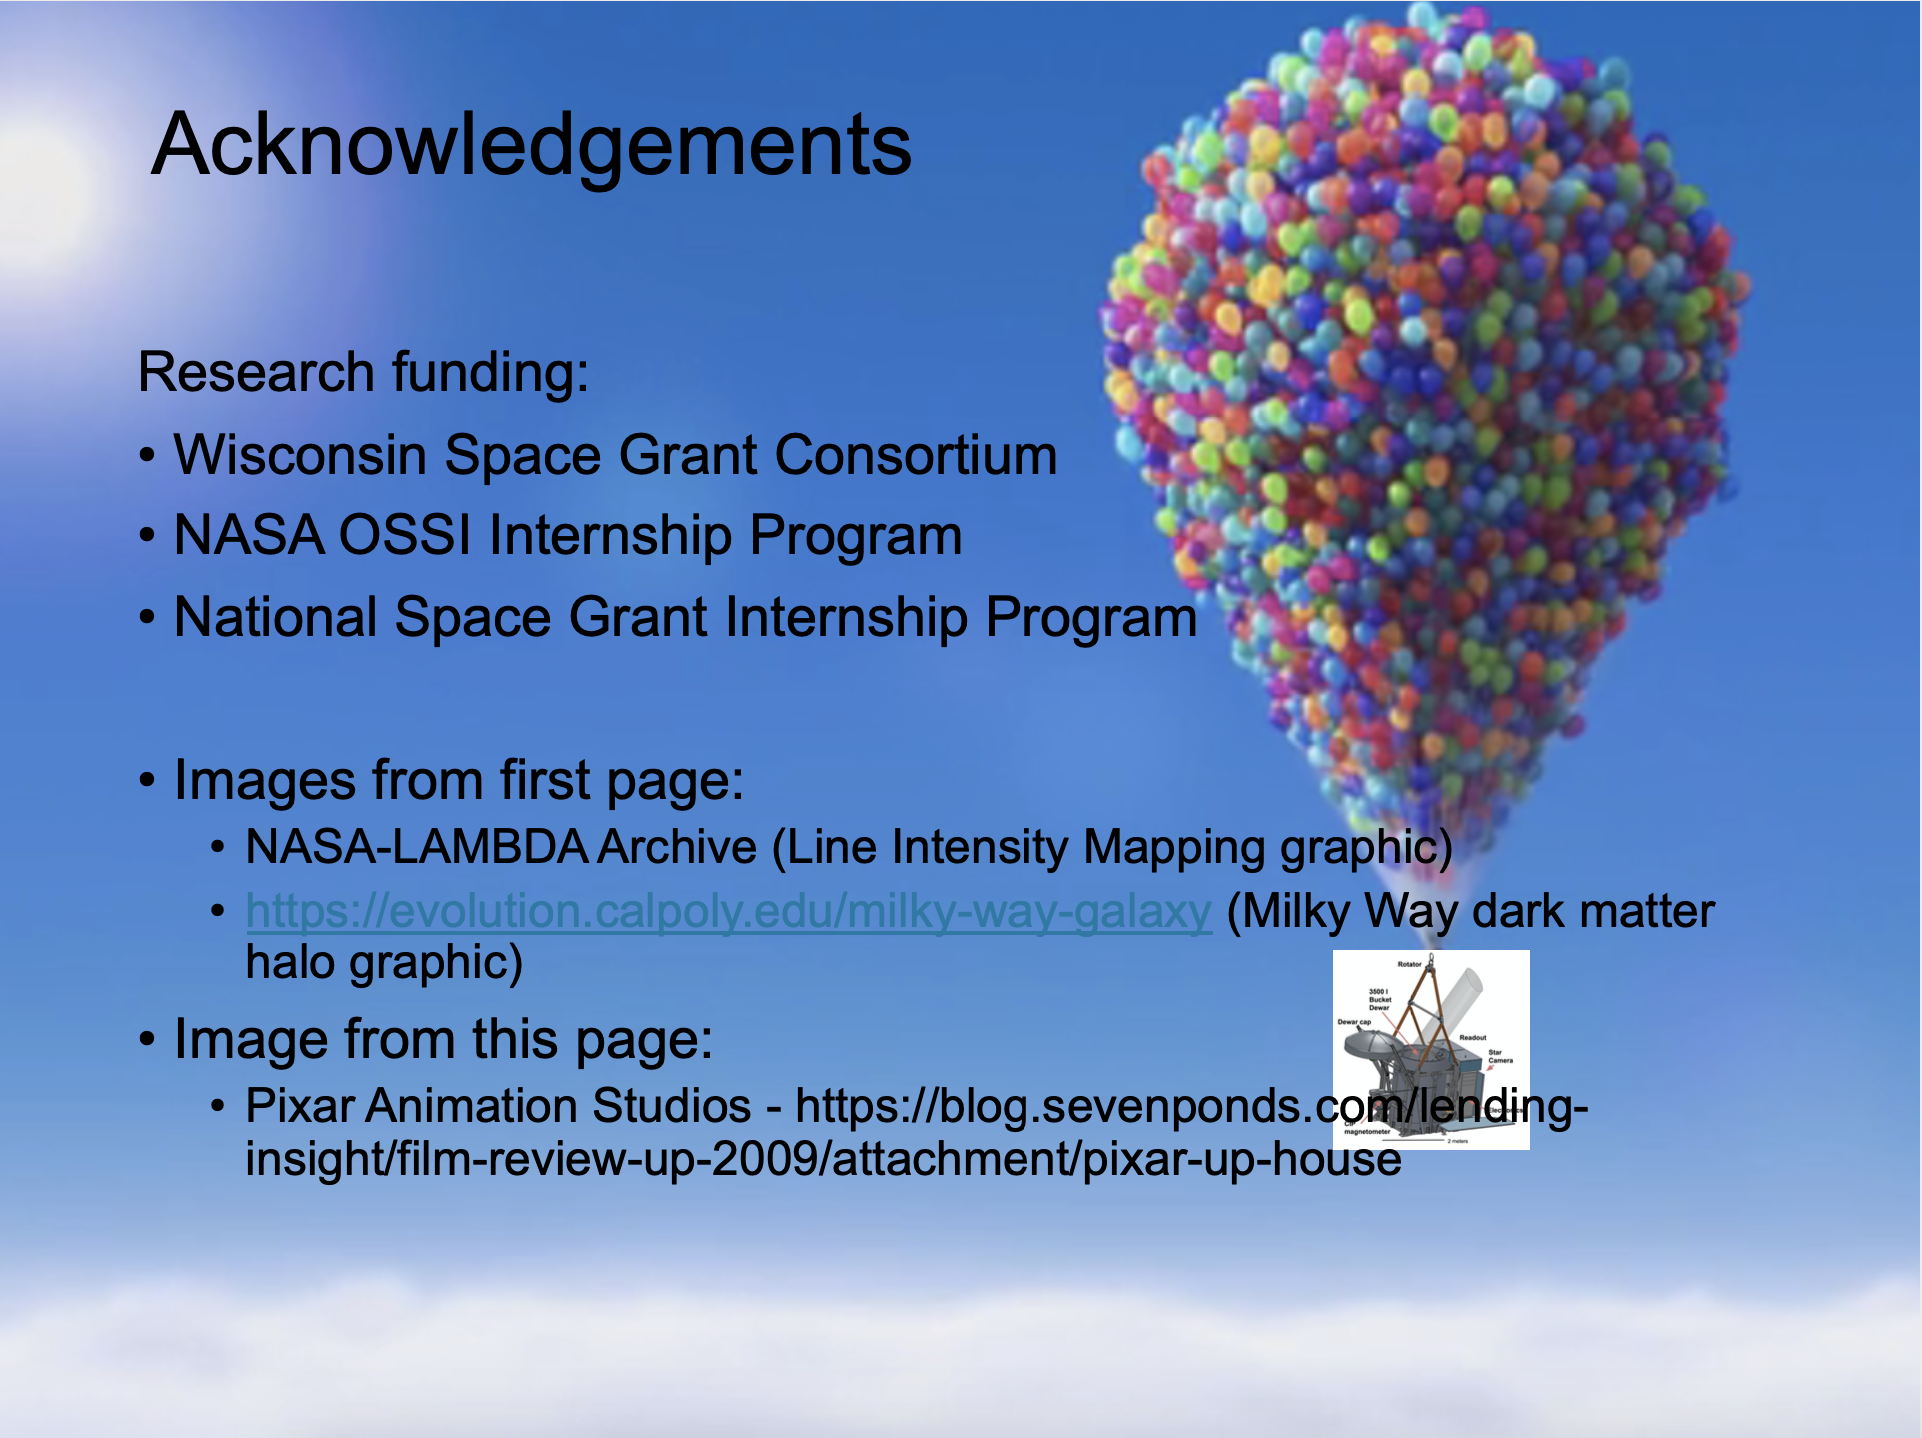 Acknowledgements
Research funding:
• Wisconsin Space Grant Consortium
• NASA OSSI Internship Program
• National Space Grant Internship Program
• Images from first page:
• NASA-LAMBDA Archive (Line Intensity Mapping graphic)
• https://evolution.calpoly.edu/milky-way-galaxy (Milky Way dark matter
halo graphic)
Rotator
3500 l
Bucket
Dewar
Dewar cap
Readout
Star
Camera
• Image from this page:
• Pixar Animation Studios - https://blog.sevenponds.com/lending-
insight/film-review-up-2009/attachment/pixar-up-house
magnetometer
2 meters